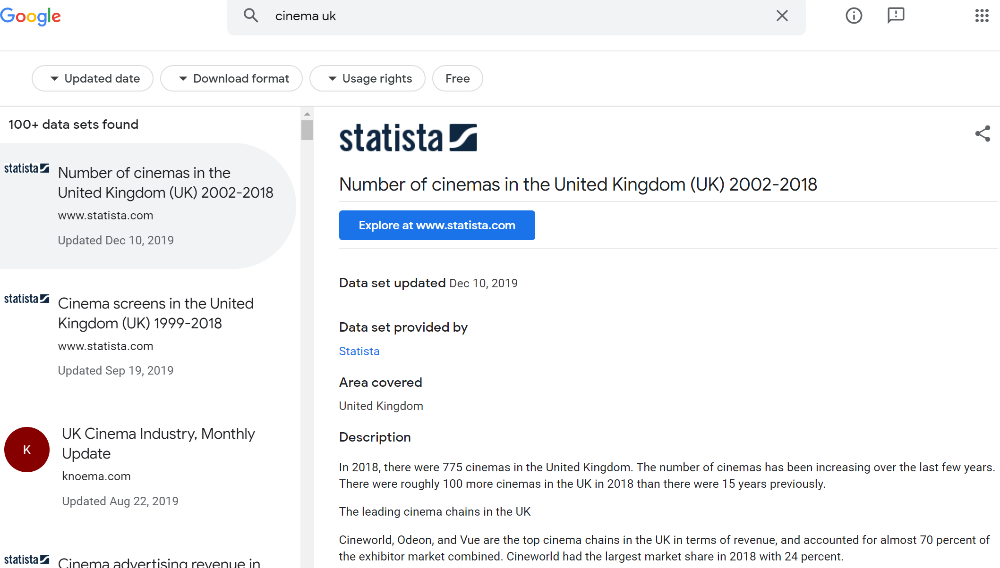 Google
cinema uk
Updated date
Download format
Usage rights
Free
100+ data sets found
statista
Number of cinemas in the
United Kingdom (UK) 2002-2018
www.statista.com
Updated Dec 10, 2019
statista
Cinema screens in the United
Kingdom (UK) 1999-2018
www.statista.com
Updated Sep 19, 2019
K
UK Cinema Industry, Monthly
Update
knoema.com
Updated Aug 22, 2019
statista
Cinema advertising revenue in
statista
Number of cinemas in the United Kingdom (UK) 2002-2018
Explore at www.statista.com
Data set updated Dec 10, 2019
Data set provided by
Statista
Area covered
United Kingdom
Description
In 2018, there were 775 cinemas in the United Kingdom. The number of cinemas has been increasing over the last few years.
There were roughly 100 more cinemas in the UK in 2018 than there were 15 years previously.
The leading cinema chains in the UK
Cineworld, Odeon, and Vue are the top cinema chains in the UK in terms of revenue, and accounted for almost 70 percent of
the exhibitor market combined. Cineworld had the largest market share in 2018 with 24 percent.